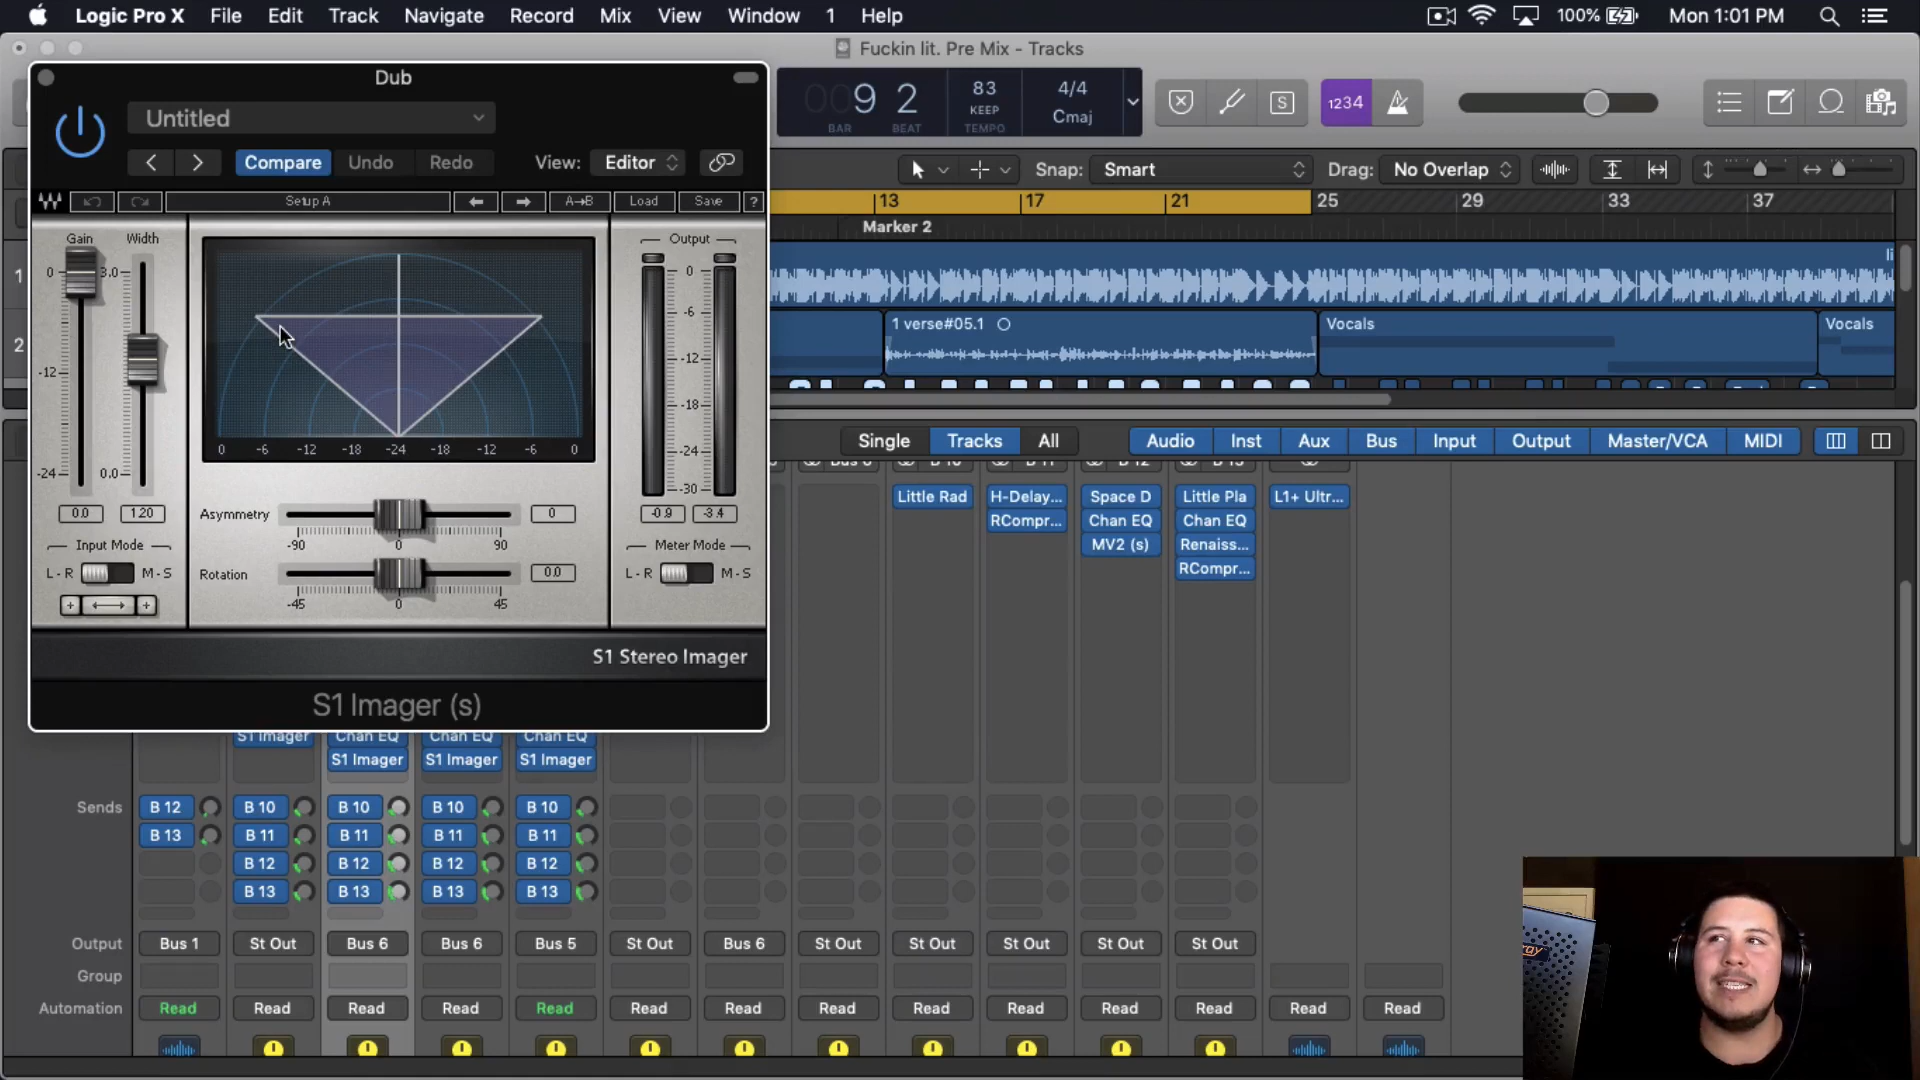 Logic Pro X File Edit Track Navigate Record Mix View Window 1 Help 100% Mon 1:01 PM
Fuckin lit. Pre Mix - Tracks
Dub
Untitled
Compare Undo Redo View: Editor
Setup A A→B Load Save ?
Gain Width
0 3.0
-12
-24 0.0
0.0 1.20
Input Mode
L - R M - S
0 -6 -12 -18 -24 -18 -12 -6 0
Asymmetry 0
-90 0 90
Rotation 0.0
-45 0 45
Output
0
-6
-12
-18
-24
-30
-0.9 -3.4
Meter Mode
L - R M - S
S1 Stereo Imager
S1 Imager (s)
009 2 83 4/4
KEEP Cmaj
BAR BEAT TEMPO
1234
S
Snap: Smart Drag: No Overlap
13 17 21 25 29 33 37
Marker 2
1 li
2 1 verse#05.1 Vocals Vocals
Single Tracks All Audio Inst Aux Bus Input Output Master/VCA MIDI
Little Rad H-Delay... Space D Little Pla L1+ Ultr...
RCompr... Chan EQ Chan EQ
MV2 (s) Renaiss...
RCompr...
S1 Imager Chan EQ Chan EQ Chan EQ
S1 Imager S1 Imager S1 Imager
Sends B 12 B 10 B 10 B 10 B 10
B 13 B 11 B 11 B 11 B 11
B 12 B 12 B 12 B 12
B 13 B 13 B 13 B 13
Output Bus 1 St Out Bus 6 Bus 6 Bus 5 St Out Bus 6 St Out St Out St Out St Out St Out
Group
Automation Read Read Read Read Read Read Read Read Read Read Read Read Read Read